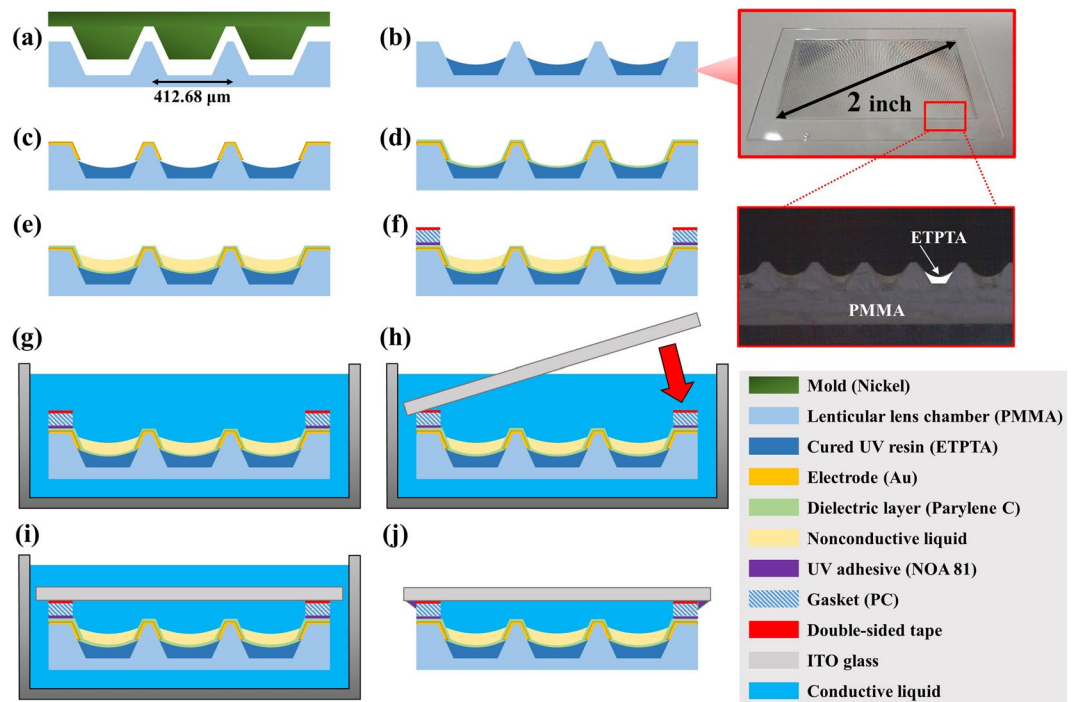 (a)
412.68 μm
(b)
2 inch
(c)
(d)
(e)
(f)
ETPTA
PMMA
(g)
(h)
(i)
(j)
Mold (Nickel)
Lenticular lens chamber (PMMA)
Cured UV resin (ETPTA)
Electrode (Au)
Dielectric layer (Parylene C)
Nonconductive liquid
UV adhesive (NOA 81)
Gasket (PC)
Double-sided tape
ITO glass
Conductive liquid